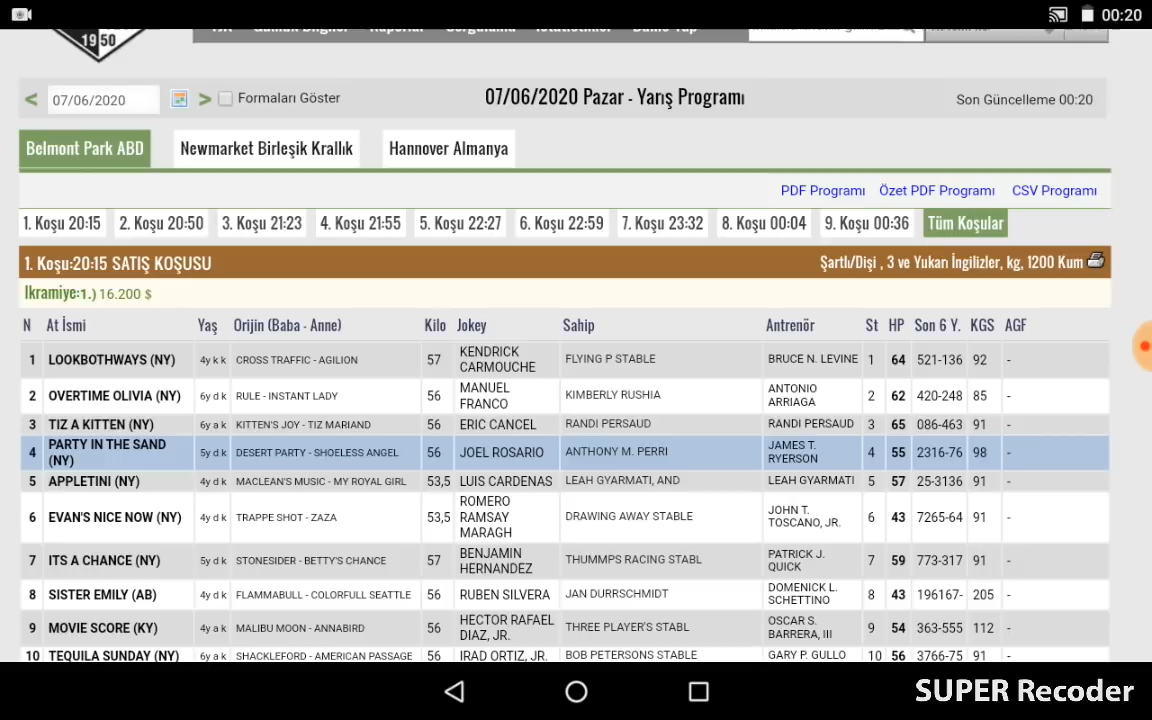 00:20
19 50
07/06/2020 Formaları Göster 07/06/2020 Pazar - Yarış Programı Son Güncelleme 00:20
Belmont Park ABD Newmarket Birleşik Krallık Hannover Almanya
PDF Programı Özet PDF Programı CSV Programı
1. Koşu 20:15 2. Koşu 20:50 3. Koşu 21:23 4. Koşu 21:55 5. Koşu 22:27 6. Koşu 22:59 7. Koşu 23:32 8. Koşu 00:04 9. Koşu 00:36 Tüm Koşular
1. Koşu:20:15 SATIŞ KOŞUSU Şartlı/Dişi , 3 ve Yukarı İngilizler, kg, 1200 Kum
Ikramiye:1.) 16.200 $
N At İsmi Yaş Orijin (Baba - Anne) Kilo Jokey Sahip Antrenör St HP Son 6 Y. KGS AGF
1 LOOKBOTHWAYS (NY) 4y k k CROSS TRAFFIC - AGILION 57 KENDRICK CARMOUCHE FLYING P STABLE BRUCE N. LEVINE 1 64 521-136 92 -
2 OVERTIME OLIVIA (NY) 6y d k RULE - INSTANT LADY 56 MANUEL FRANCO KIMBERLY RUSHIA ANTONIO ARRIAGA 2 62 420-248 85 -
3 TIZ A KITTEN (NY) 6y a k KITTEN'S JOY - TIZ MARIAND 56 ERIC CANCEL RANDI PERSAUD RANDI PERSAUD 3 65 086-463 91 -
4 PARTY IN THE SAND (NY) 5y d k DESERT PARTY - SHOELESS ANGEL 56 JOEL ROSARIO ANTHONY M. PERRI JAMES T. RYERSON 4 55 2316-76 98 -
5 APPLETINI (NY) 4y d k MACLEAN'S MUSIC - MY ROYAL GIRL 53,5 LUIS CARDENAS LEAH GYARMATI, AND LEAH GYARMATI 5 57 25-3136 91 -
6 EVAN'S NICE NOW (NY) 4y d k TRAPPE SHOT - ZAZA 53,5 ROMERO RAMSAY MARAGH DRAWING AWAY STABLE JOHN T. TOSCANO, JR. 6 43 7265-64 91 -
7 ITS A CHANCE (NY) 5y d k STONESIDER - BETTY'S CHANCE 57 BENJAMIN HERNANDEZ THUMMPS RACING STABL PATRICK J. QUICK 7 59 773-317 91 -
8 SISTER EMILY (AB) 4y d k FLAMMABULL - COLORFULL SEATTLE 56 RUBEN SILVERA JAN DURRSCHMIDT DOMENICK L. SCHETTINO 8 43 196167- 205 -
9 MOVIE SCORE (KY) 4y a k MALIBU MOON - ANNABIRD 56 HECTOR RAFAEL DIAZ, JR. THREE PLAYER'S STABL OSCAR S. BARRERA, III 9 54 363-555 112 -
10 TEQUILA SUNDAY (NY) 6y a k SHACKLEFORD - AMERICAN PASSAGE 56 IRAD ORTIZ, JR. BOB PETERSONS STABLE GARY P. GULLO 10 56 3766-75 91 -
SUPER Recoder